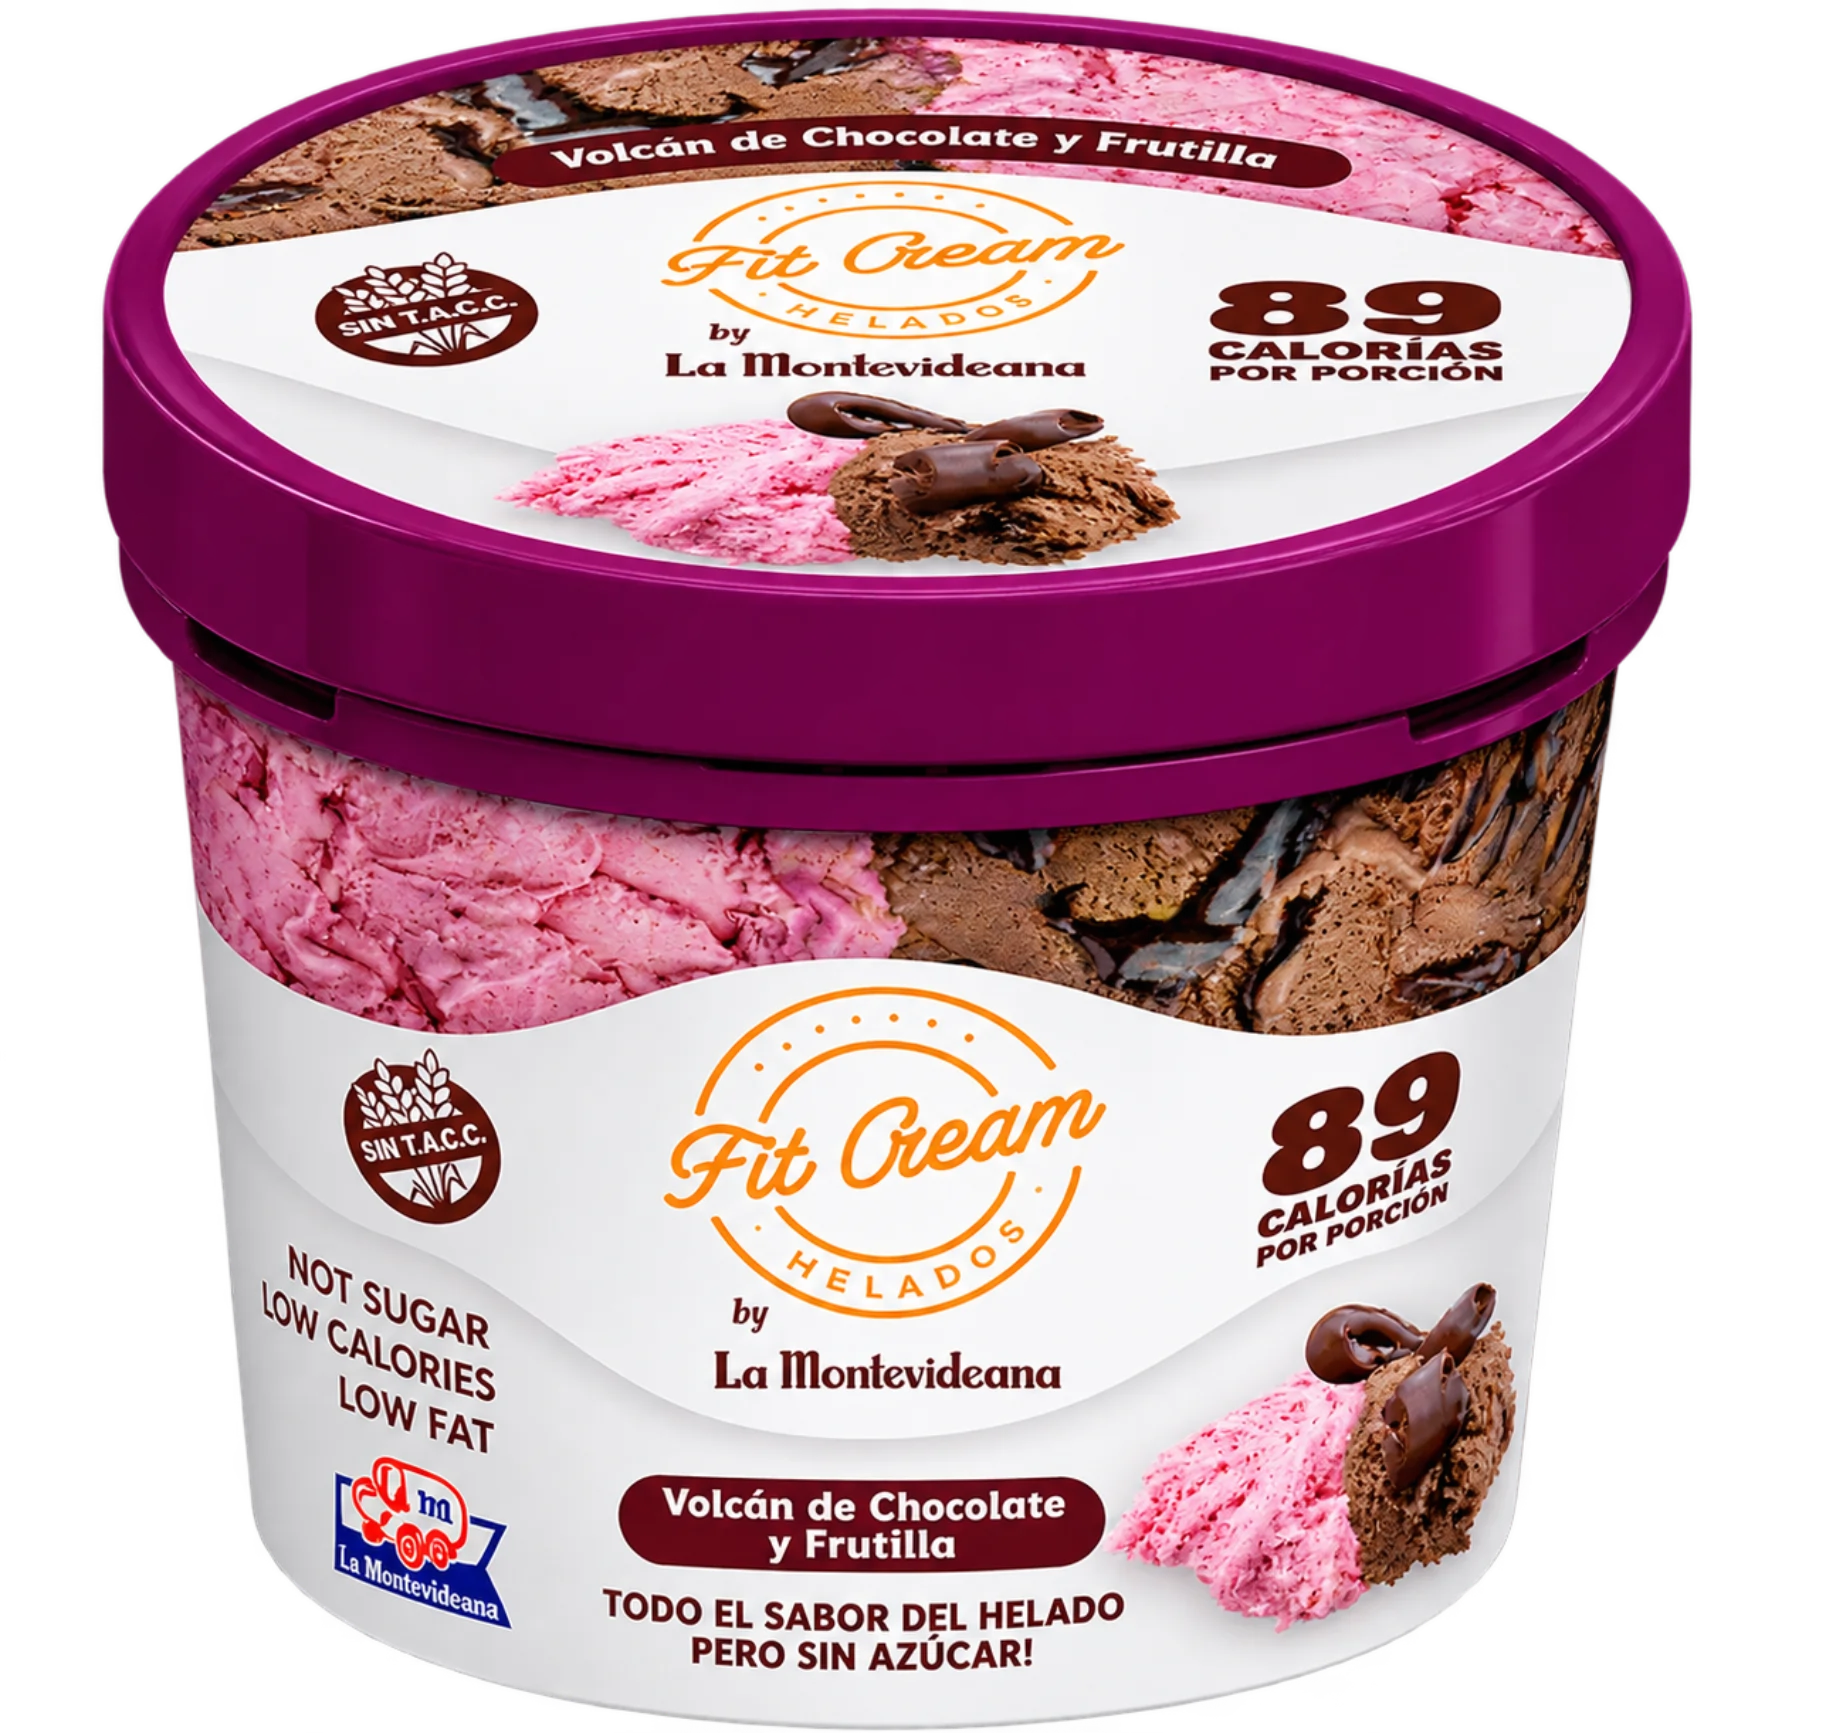 Volcán de Chocolate y Frutilla
Fit Cream
HELADOS
by
La Montevideana
SIN T.A.C.C.
89
CALORÍAS
POR PORCIÓN
Fit Cream
HELADOS
by
La Montevideana
SIN T.A.C.C.
89
CALORÍAS
POR PORCIÓN
NOT SUGAR
LOW CALORIES
LOW FAT
m
La Montevideana
Volcán de Chocolate
y Frutilla
TODO EL SABOR DEL HELADO
PERO SIN AZÚCAR!